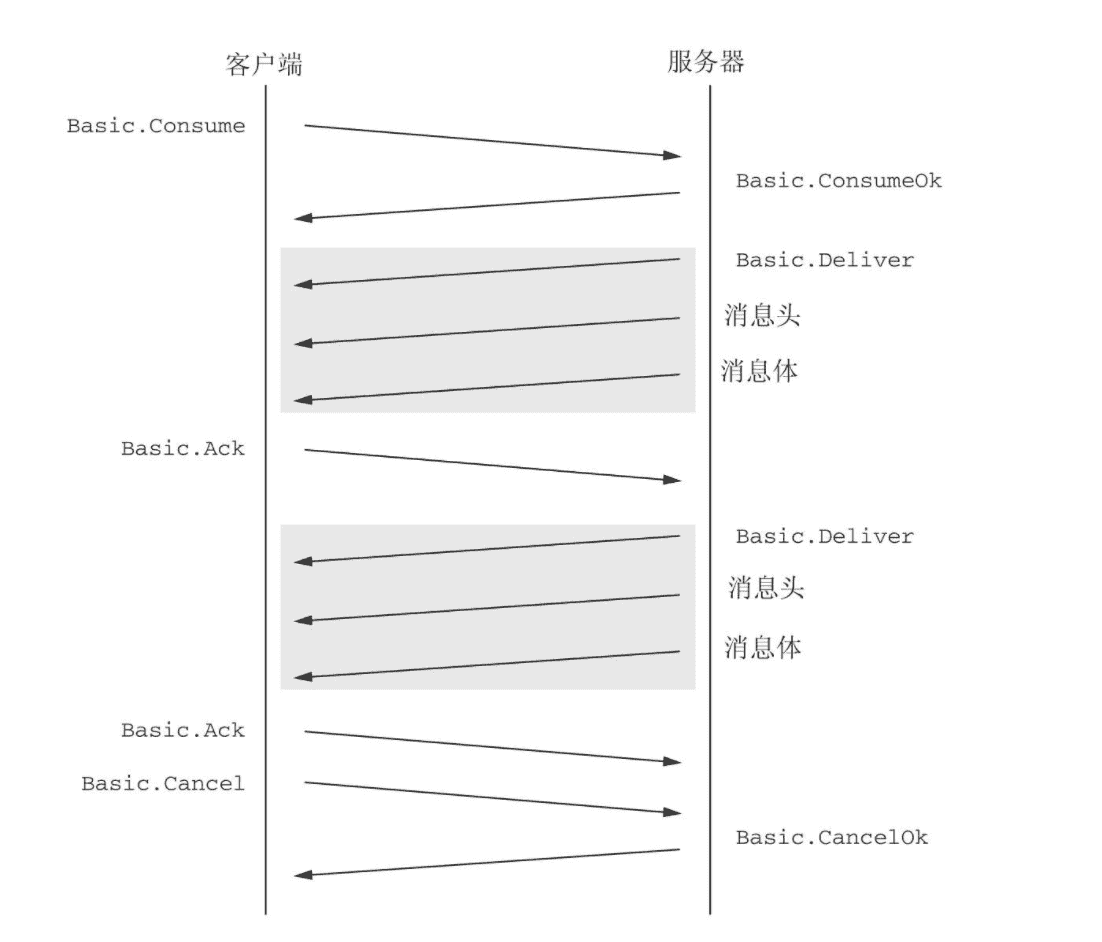 客户端
服务器
Basic.Consume
Basic.ConsumeOk
Basic.Deliver
消息头
消息体
Basic.Ack
Basic.Deliver
消息头
消息体
Basic.Ack
Basic.Cancel
Basic.CancelOk